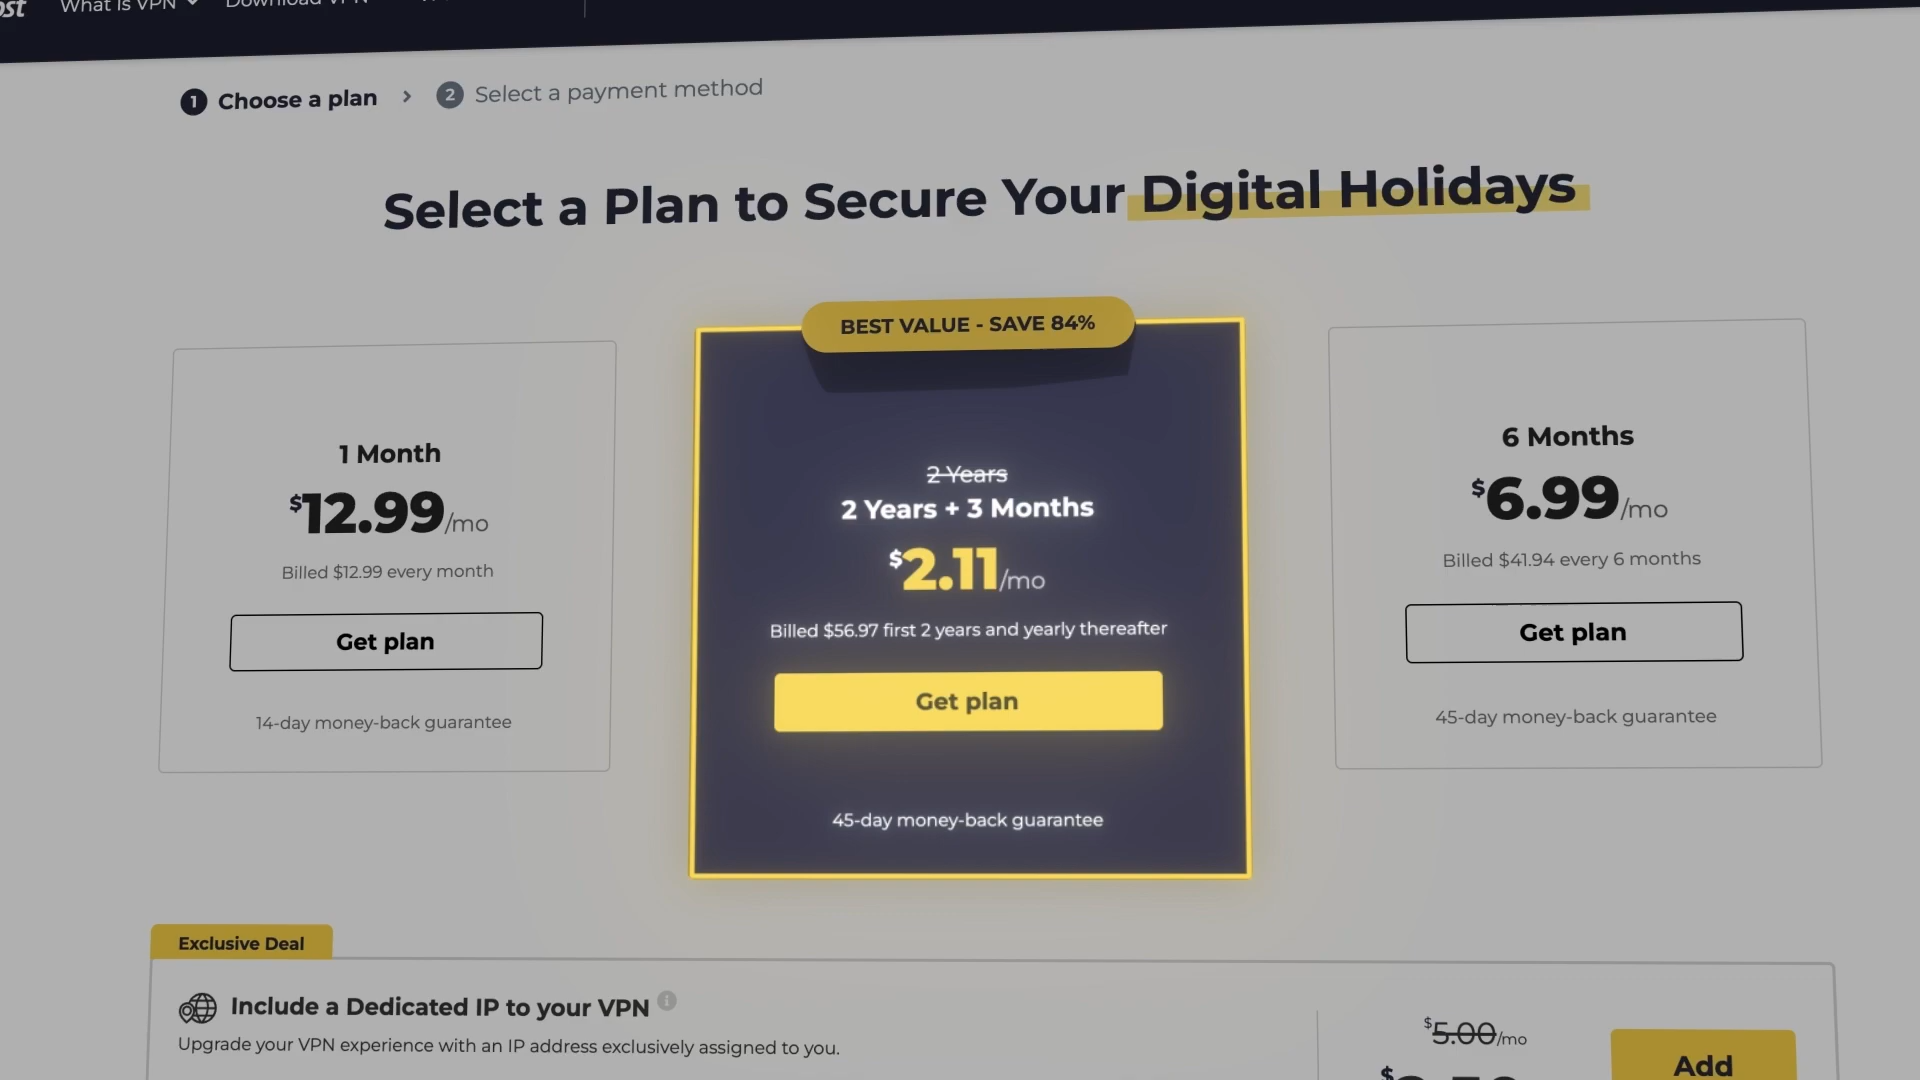 ost
What is VPN
Download VPN
1 Choose a plan > 2 Select a payment method
Select a Plan to Secure Your Digital Holidays
1 Month
$12.99/mo
Billed $12.99 every month
Get plan
14-day money-back guarantee
BEST VALUE - SAVE 84%
2 Years
2 Years + 3 Months
$2.11/mo
Billed $56.97 first 2 years and yearly thereafter
Get plan
45-day money-back guarantee
6 Months
$6.99/mo
Billed $41.94 every 6 months
Get plan
45-day money-back guarantee
Exclusive Deal
Include a Dedicated IP to your VPN
Upgrade your VPN experience with an IP address exclusively assigned to you.
$5.00/mo
$
Add